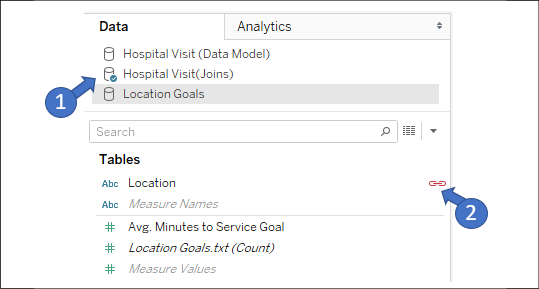 Data Analytics
Hospital Visit (Data Model)
1 Hospital Visit(Joins)
Location Goals
Search
Tables
Abc Location
Abc Measure Names
2
# Avg. Minutes to Service Goal
# Location Goals.txt (Count)
# Measure Values